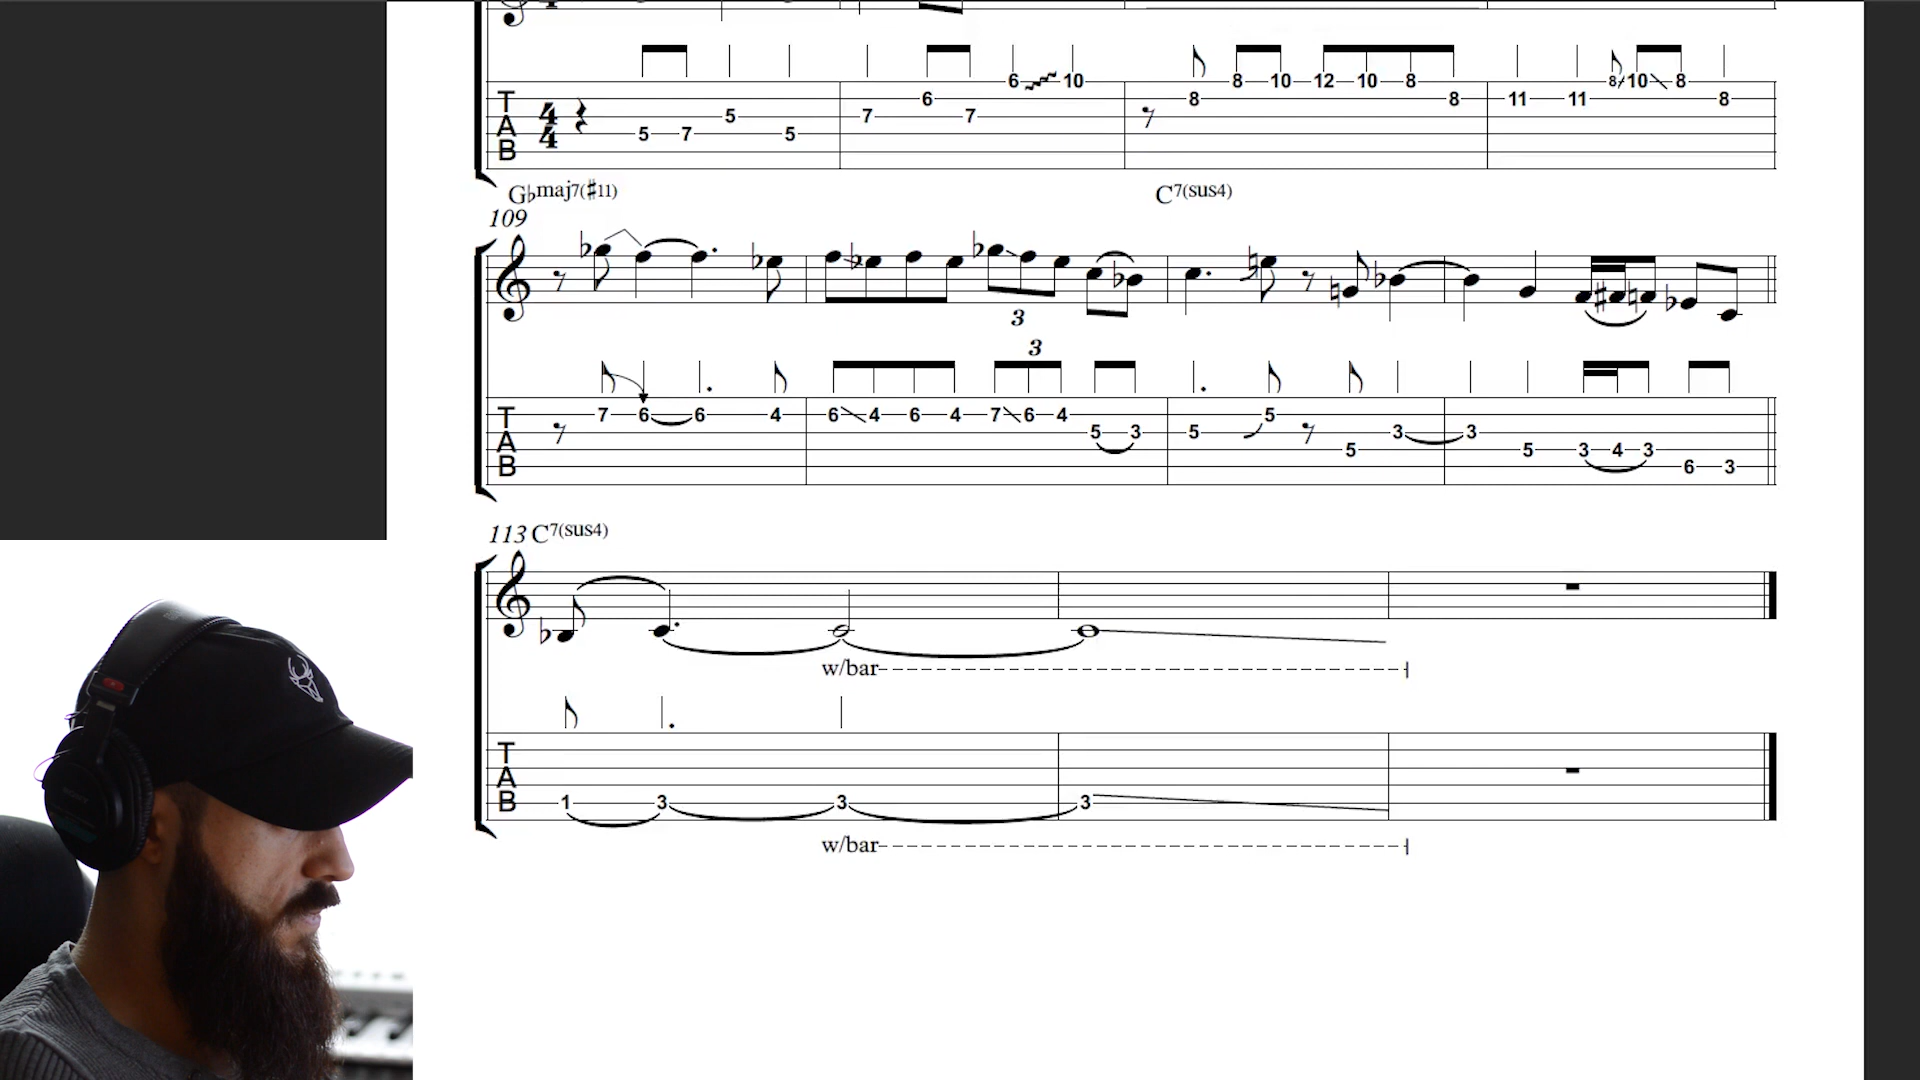 6 10 8 10 12 10 8 8 10 8
T 6 8 8 11 11 8
4 5 7 7
A 4 5 7 5
B
G♭maj7(♯11) C7(sus4)
109
3
3
T 7 6 6 4 6 4 6 4 7 6 4 5
5 3 5 3 3
A 5 5 3 4 3
B 6 3
113 C7(sus4)
w/bar
T
A
B 1 3 3 3
w/bar